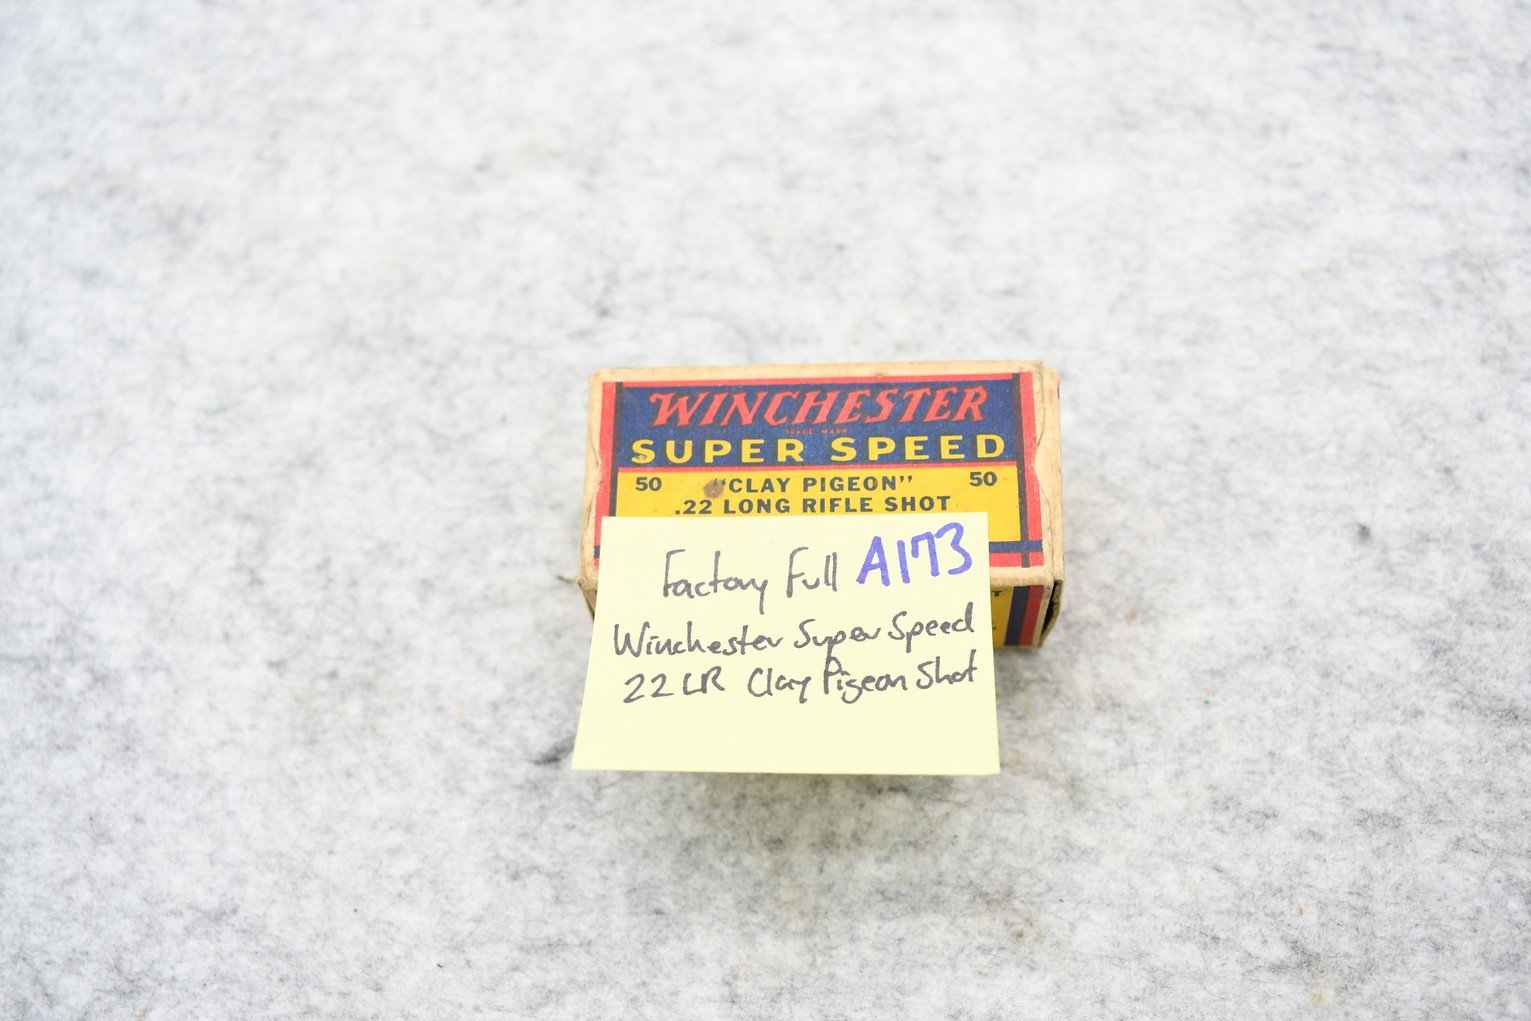 WINCHESTER
TRADE MARK
SUPER SPEED
50 "CLAY PIGEON" 50
.22 LONG RIFLE SHOT
Factory Full A173
Winchester Super Speed
22 LR Clay Pigeon Shot